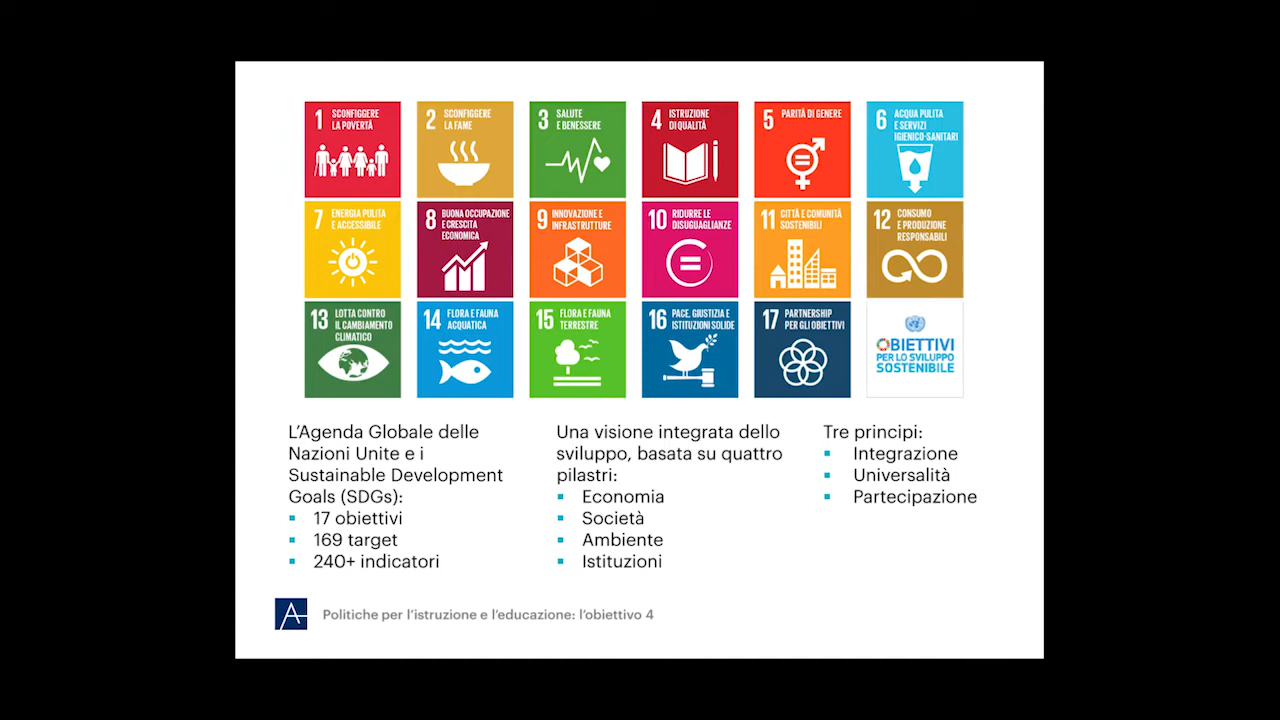 1 SCONFIGGERE
LA POVERTÀ
2 SCONFIGGERE
LA FAME
3 SALUTE
E BENESSERE
4 ISTRUZIONE
DI QUALITÀ
5 PARITÀ DI GENERE
6 ACQUA PULITA
E SERVIZI
IGIENICO-SANITARI
7 ENERGIA PULITA
E ACCESSIBILE
8 BUONA OCCUPAZIONE
E CRESCITA
ECONOMICA
9 INNOVAZIONE E
INFRASTRUTTURE
10 RIDURRE LE
DISUGUAGLIANZE
11 CITTÀ E COMUNITÀ
SOSTENIBILI
12 CONSUMO
E PRODUZIONE
RESPONSABILI
13 LOTTA CONTRO
IL CAMBIAMENTO
CLIMATICO
14 FLORA E FAUNA
ACQUATICA
15 FLORA E FAUNA
TERRESTRE
16 PACE, GIUSTIZIA E
ISTITUZIONI SOLIDE
17 PARTNERSHIP
PER GLI OBIETTIVI
OBIETTIVI
PER LO SVILUPPO
SOSTENIBILE
L'Agenda Globale delle
Nazioni Unite e i
Sustainable Development
Goals (SDGs):
▪ 17 obiettivi
▪ 169 target
▪ 240+ indicatori
Una visione integrata dello
sviluppo, basata su quattro
pilastri:
▪ Economia
▪ Società
▪ Ambiente
▪ Istituzioni
Tre principi:
▪ Integrazione
▪ Universalità
▪ Partecipazione
A
Politiche per l'istruzione e l'educazione: l'obiettivo 4